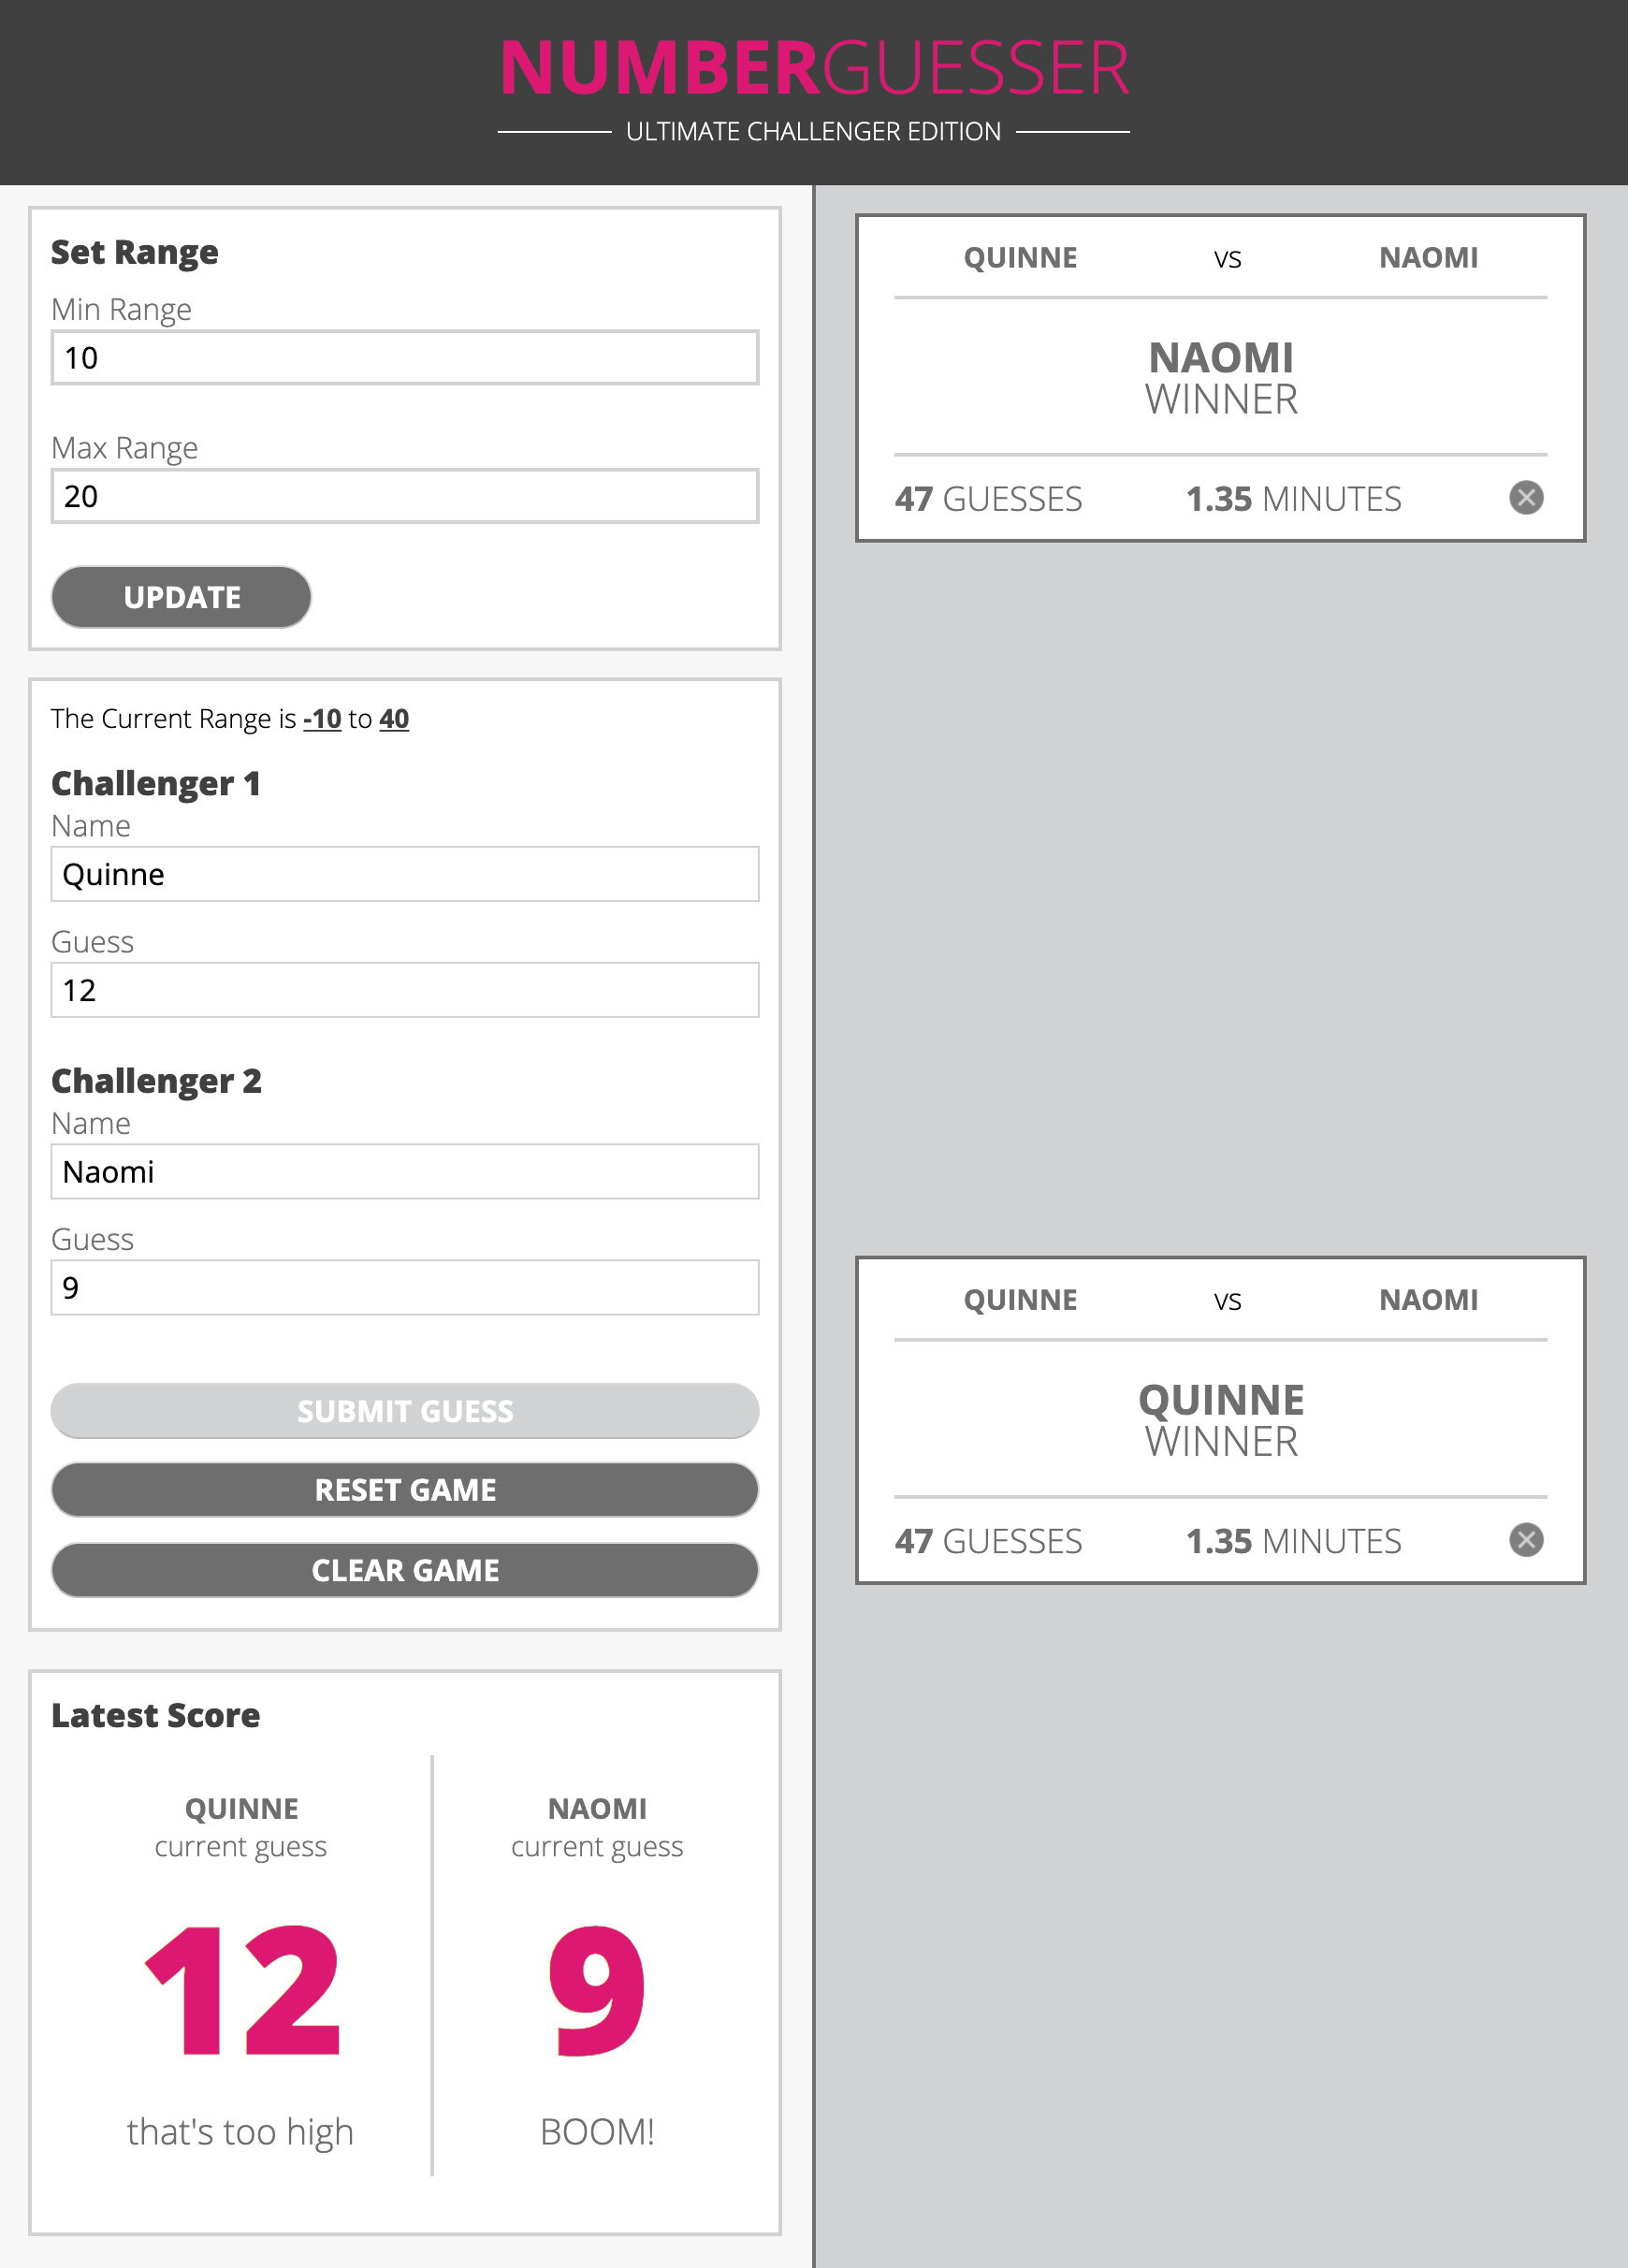 NUMBERGUESSER
ULTIMATE CHALLENGER EDITION
Set Range
Min Range
10
Max Range
20
UPDATE
The Current Range is -10 to 40
Challenger 1
Name
Quinne
Guess
12
Challenger 2
Name
Naomi
Guess
9
SUBMIT GUESS
RESET GAME
CLEAR GAME
Latest Score
QUINNE
current guess
12
that's too high
NAOMI
current guess
9
BOOM!
QUINNE vs NAOMI
NAOMI
WINNER
47 GUESSES 1.35 MINUTES
QUINNE vs NAOMI
QUINNE
WINNER
47 GUESSES 1.35 MINUTES